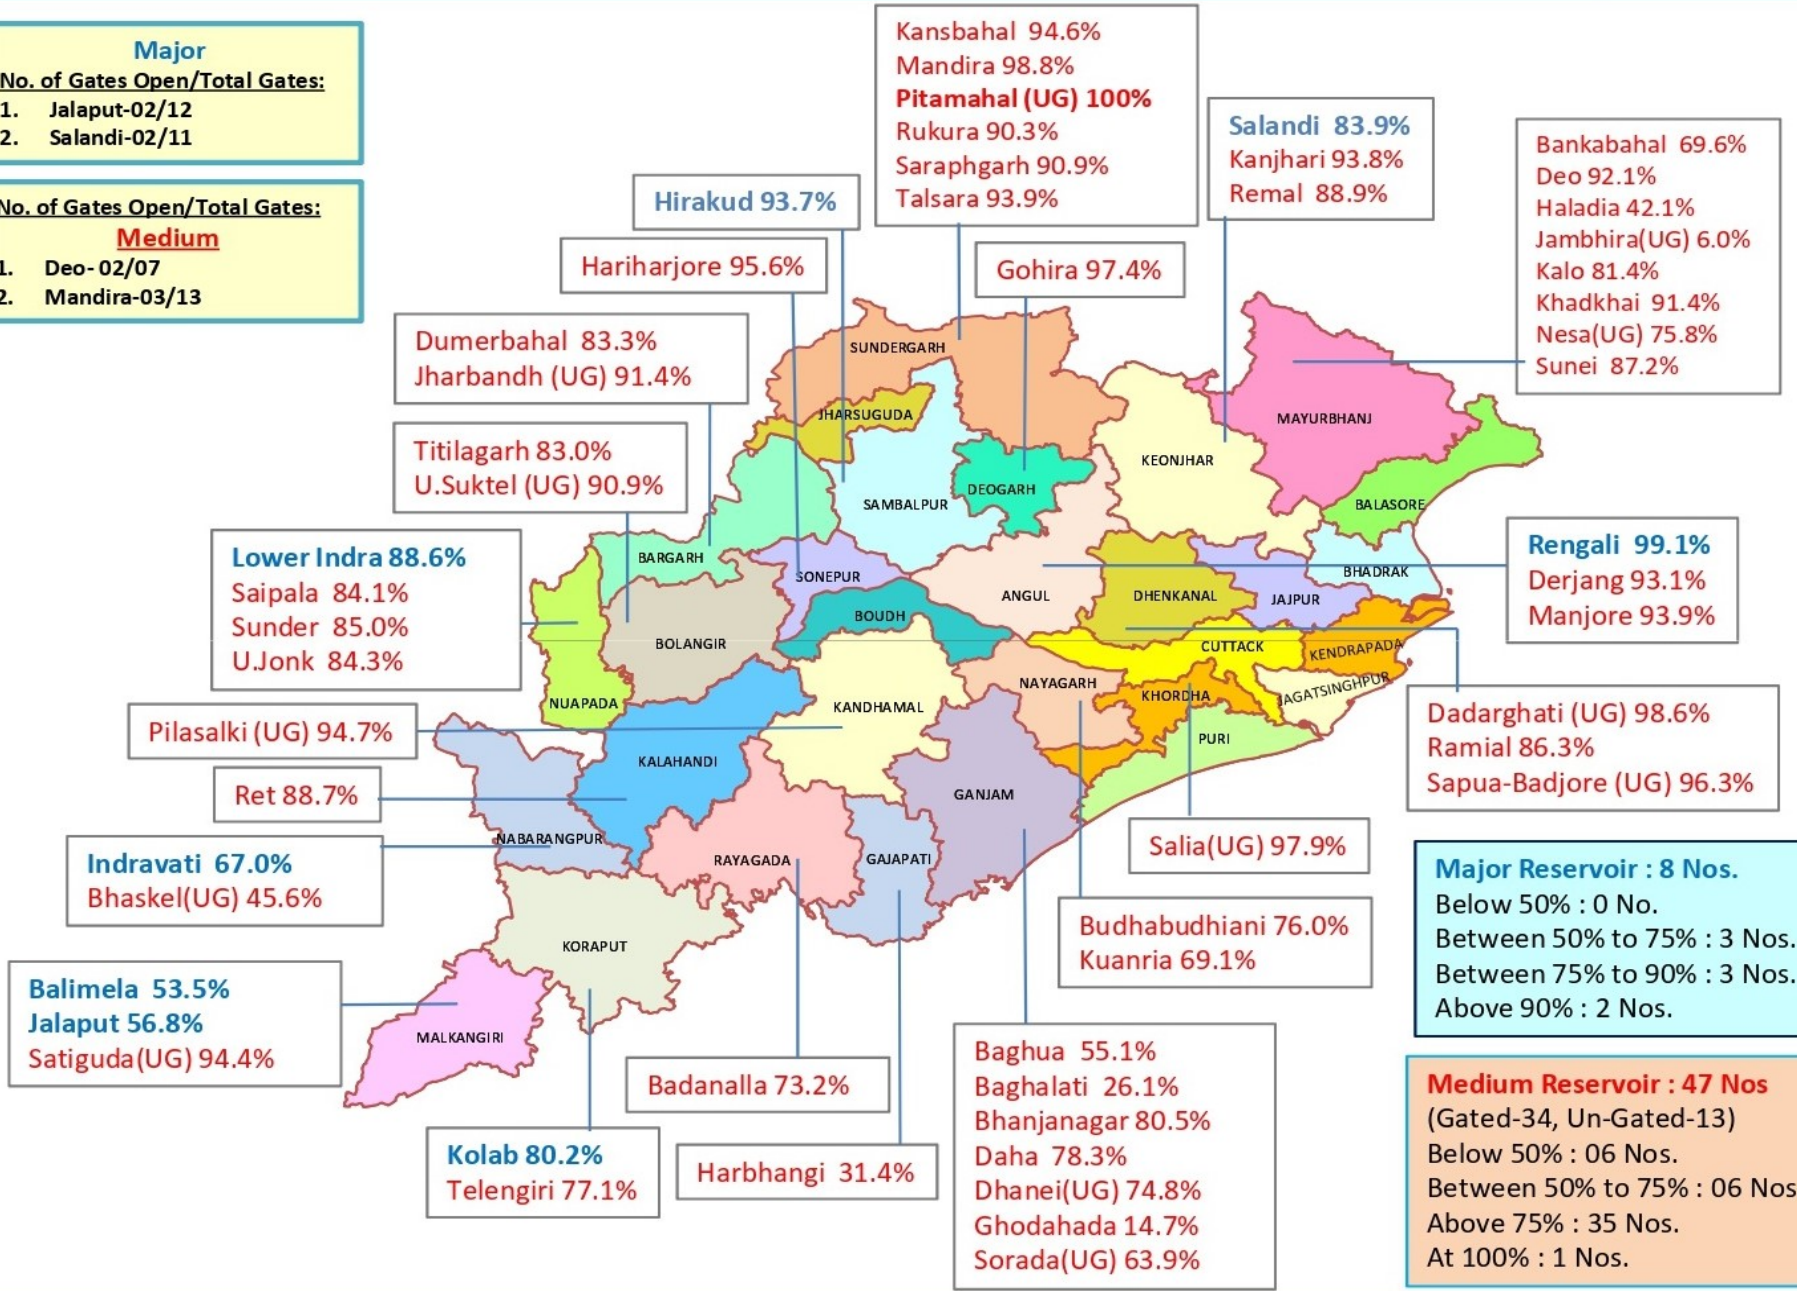 Major
No. of Gates Open/Total Gates:
1. Jalaput-02/12
2. Salandi-02/11
No. of Gates Open/Total Gates:
Medium
1. Deo- 02/07
2. Mandira-03/13
Kansbahal 94.6%
Mandira 98.8%
Pitamahal (UG) 100%
Rukura 90.3%
Saraphgarh 90.9%
Talsara 93.9%
Salandi 83.9%
Kanjhari 93.8%
Remal 88.9%
Bankabahal 69.6%
Deo 92.1%
Haladia 42.1%
Jambhira(UG) 6.0%
Kalo 81.4%
Khadkhai 91.4%
Nesa(UG) 75.8%
Sunei 87.2%
Hirakud 93.7%
Hariharjore 95.6%
Gohira 97.4%
Dumerbahal 83.3%
Jharbandh (UG) 91.4%
Titilagarh 83.0%
U.Suktel (UG) 90.9%
Lower Indra 88.6%
Saipala 84.1%
Sunder 85.0%
U.Jonk 84.3%
Pilasalki (UG) 94.7%
Ret 88.7%
Indravati 67.0%
Bhaskel(UG) 45.6%
Balimela 53.5%
Jalaput 56.8%
Satiguda(UG) 94.4%
SUNDERGARH
JHARSUGUDA
MAYURBHANJ
KEONJHAR
DEOGARH
SAMBALPUR
BALASORE
BARGARH
SONEPUR
BHADRAK
ANGUL
DHENKANAL
JAJPUR
BOUDH
BOLANGIR
CUTTACK
KENDRAPADA
NAYAGARH
KHORDHA
JAGATSINGHPUR
NUAPADA
KANDHAMAL
PURI
KALAHANDI
GANJAM
NABARANGPUR
RAYAGADA
GAJAPATI
KORAPUT
MALKANGIRI
Rengali 99.1%
Derjang 93.1%
Manjore 93.9%
Dadarghati (UG) 98.6%
Ramial 86.3%
Sapua-Badjore (UG) 96.3%
Salia(UG) 97.9%
Budhabudhiani 76.0%
Kuanria 69.1%
Badanalla 73.2%
Kolab 80.2%
Telengiri 77.1%
Harbhangi 31.4%
Baghua 55.1%
Baghalati 26.1%
Bhanjanagar 80.5%
Daha 78.3%
Dhanei(UG) 74.8%
Ghodahada 14.7%
Sorada(UG) 63.9%
Major Reservoir : 8 Nos.
Below 50% : 0 No.
Between 50% to 75% : 3 Nos.
Between 75% to 90% : 3 Nos.
Above 90% : 2 Nos.
Medium Reservoir : 47 Nos
(Gated-34, Un-Gated-13)
Below 50% : 06 Nos.
Between 50% to 75% : 06 Nos
Above 75% : 35 Nos.
At 100% : 1 Nos.